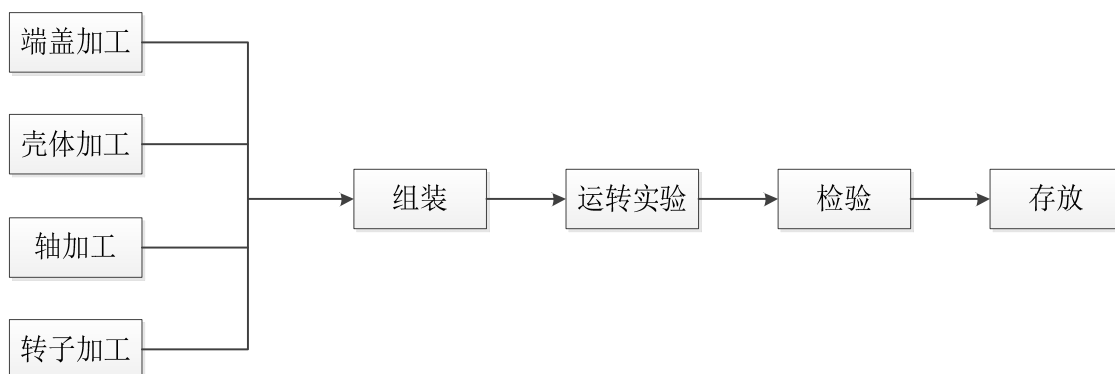 端盖加工
壳体加工
轴加工
转子加工
组装
运转实验
检验
存放